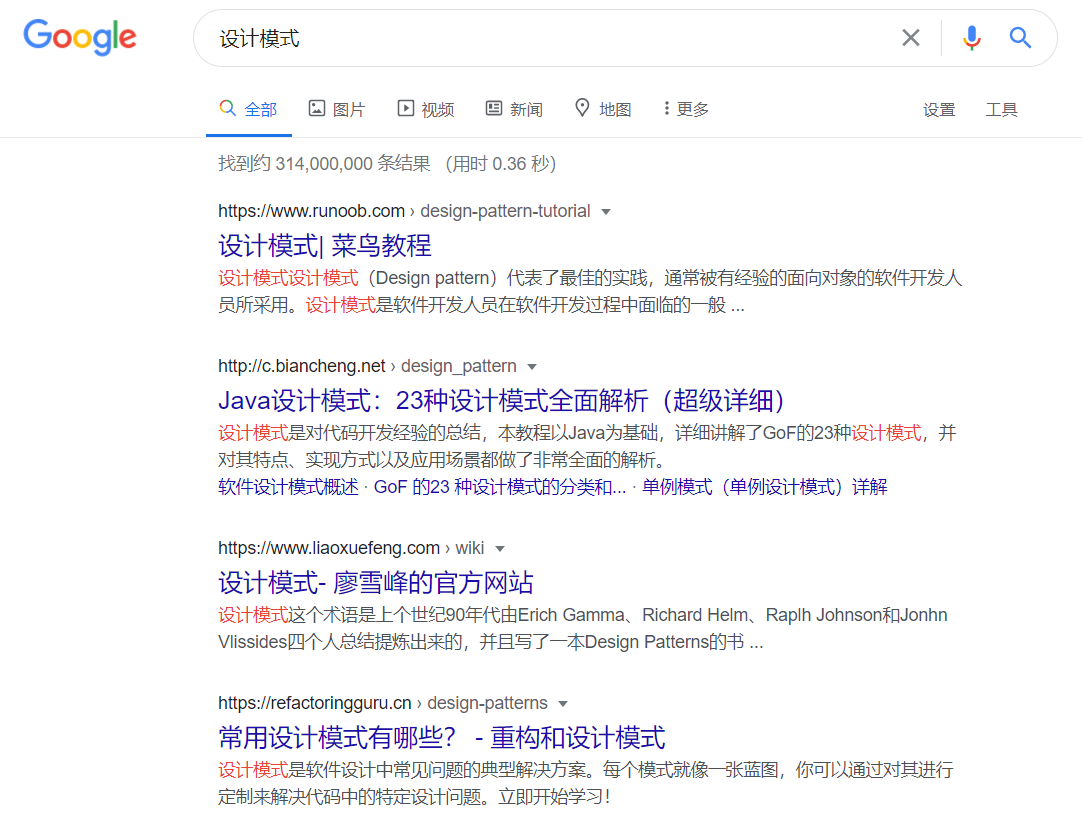 Google
设计模式
全部 图片 视频 新闻 地图 更多 设置 工具
找到约 314,000,000 条结果 （用时 0.36 秒）
https://www.runoob.com › design-pattern-tutorial
设计模式| 菜鸟教程
设计模式设计模式（Design pattern）代表了最佳的实践，通常被有经验的面向对象的软件开发人
员所采用。设计模式是软件开发人员在软件开发过程中面临的一般 ...
http://c.biancheng.net › design_pattern
Java设计模式：23种设计模式全面解析（超级详细）
设计模式是对代码开发经验的总结，本教程以Java为基础，详细讲解了GoF的23种设计模式，并
对其特点、实现方式以及应用场景都做了非常全面的解析。
软件设计模式概述 · GoF 的23 种设计模式的分类和... · 单例模式（单例设计模式）详解
https://www.liaoxuefeng.com › wiki
设计模式- 廖雪峰的官方网站
设计模式这个术语是上个世纪90年代由Erich Gamma、Richard Helm、Raplh Johnson和Jonhn
Vlissides四个人总结提炼出来的，并且写了一本Design Patterns的书 ...
https://refactoringguru.cn › design-patterns
常用设计模式有哪些？ - 重构和设计模式
设计模式是软件设计中常见问题的典型解决方案。每个模式就像一张蓝图，你可以通过对其进行
定制来解决代码中的特定设计问题。立即开始学习！